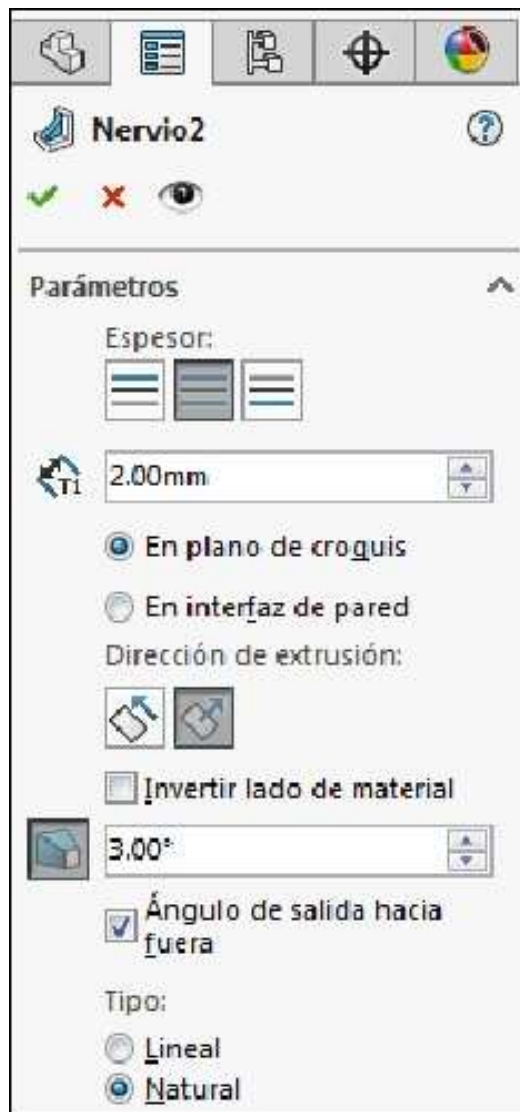 Nervio2
Parámetros
Espesor:
T1
2.00mm
En plano de croquis
En interfaz de pared
Dirección de extrusión:
Invertir lado de material
3.00°
Ángulo de salida hacia
fuera
Tipo:
Lineal
Natural